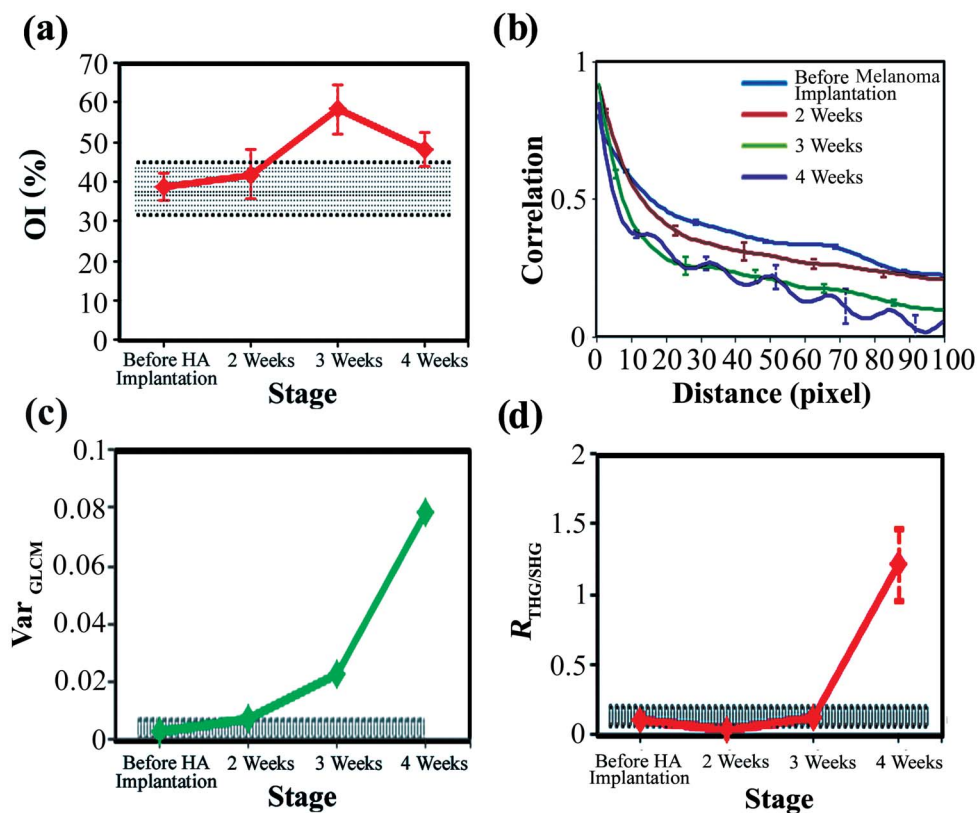 (a)
70
60
50
40
30
20
10
0
OI (%)
Before HA
Implantation
2 Weeks
3 Weeks
4 Weeks
Stage
(b)
1
0.5
0
Correlation
Before Melanoma
Implantation
2 Weeks
3 Weeks
4 Weeks
0 10 20 30 40 50 60 70 80 90 100
Distance (pixel)
(c)
0.1
0.08
0.06
0.04
0.02
0
Var GLCM
Before HA
Implantation
2 Weeks
3 Weeks
4 Weeks
Stage
(d)
2
1.5
1
0.5
0
R THG/SHG
Before HA
Implantation
2 Weeks
3 Weeks
4 Weeks
Stage